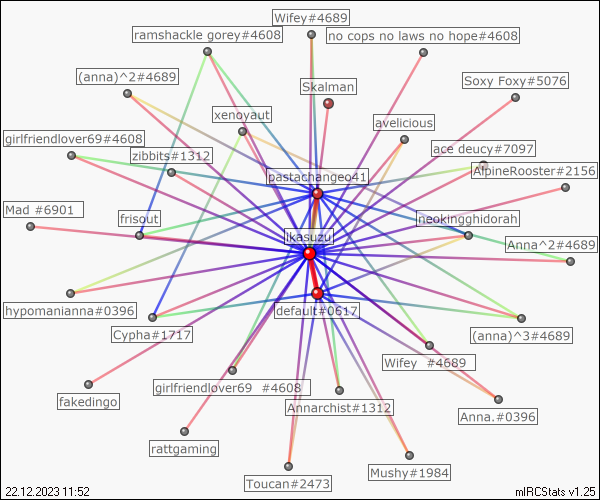 Wifey#4689
ramshackle gorey#4608
no cops no laws no hope#4608
(anna)^2#4689
Skalman
Soxy Foxy#5076
xenoyaut
avelicious
girlfriendlover69#4608
zibbits#1312
ace deucy#7097
AlpineRooster#2156
pastachangeo41
Mad #6901
frisout
neokingghidorah
ikasuzu
Anna^2#4689
hypomanianna#0396
default#0617
Cypha#1717
(anna)^3#4689
Wifey #4689
girlfriendlover69 #4608
fakedingo
Annarchist#1312
Anna.#0396
rattgaming
Toucan#2473
Mushy#1984
22.12.2023 11:52
mIRCStats v1.25